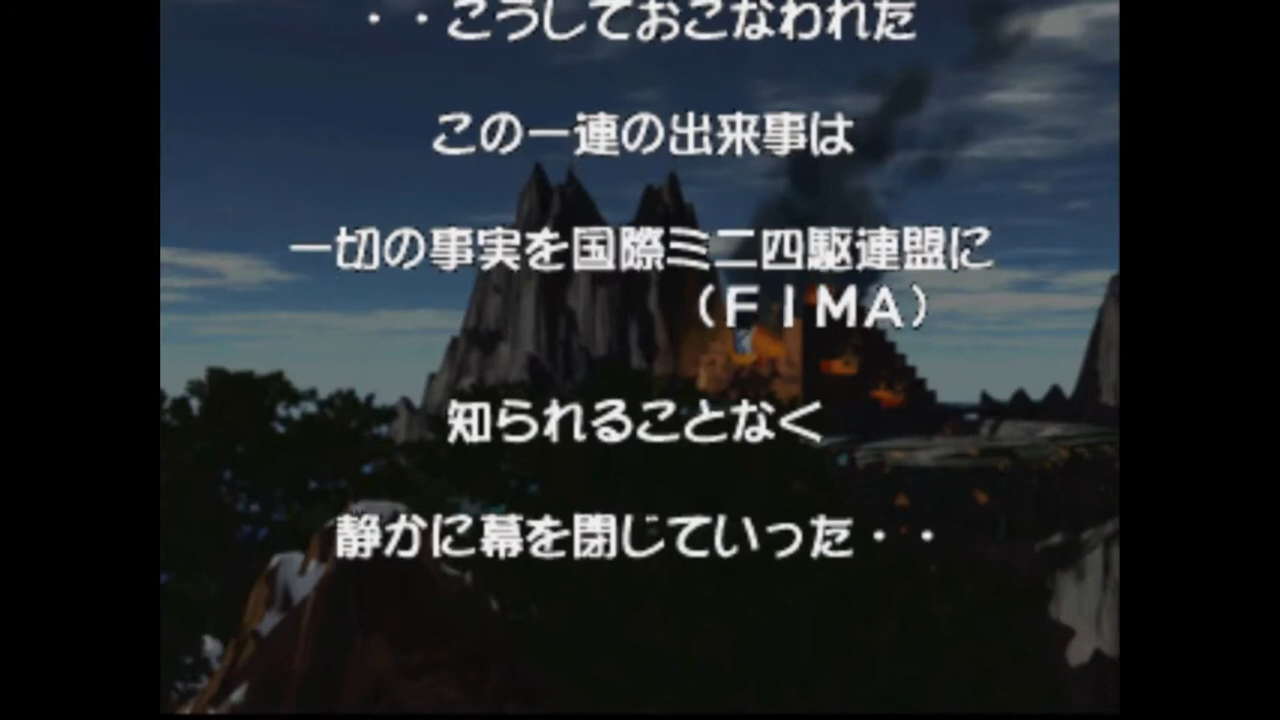 ・・こうしておこなわれた
この一連の出来事は
一切の事実を国際ミニ四駆連盟に
（ＦＩＭＡ）
知られることなく
静かに幕を閉じていった・・